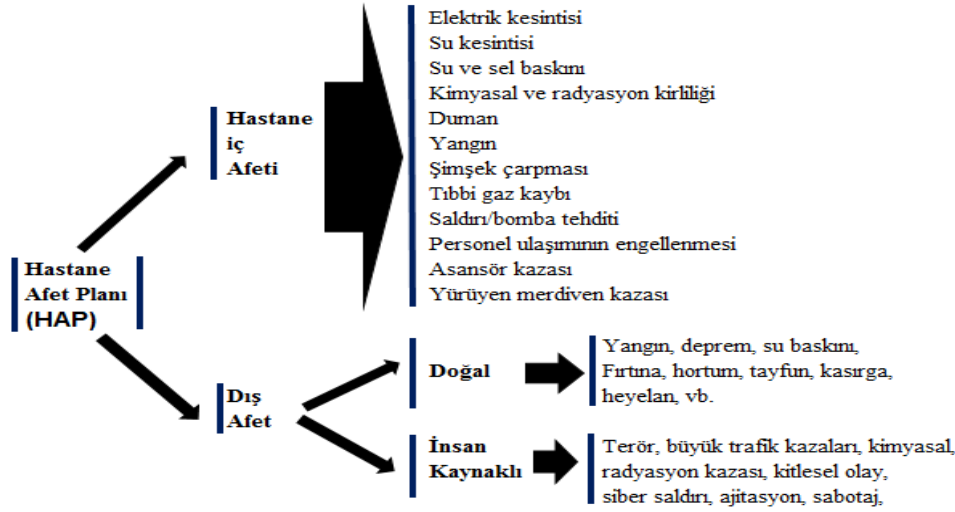 Hastane
Afet Planı
(HAP)
Hastane
iç
Afeti
Elektrik kesintisi
Su kesintisi
Su ve sel baskını
Kimyasal ve radyasyon kirliliği
Duman
Yangın
Şimşek çarpması
Tıbbi gaz kaybı
Saldırı/bomba tehditi
Personel ulaşımının engellenmesi
Asansör kazası
Yürüyen merdiven kazası
Dış
Afet
Doğal
Yangın, deprem, su baskını,
Fırtına, hortum, tayfun, kasırga,
heyelan, vb.
İnsan
Kaynaklı
Terör, büyük trafik kazaları, kimyasal,
radyasyon kazası, kitlesel olay,
siber saldırı, ajitasyon, sabotaj,